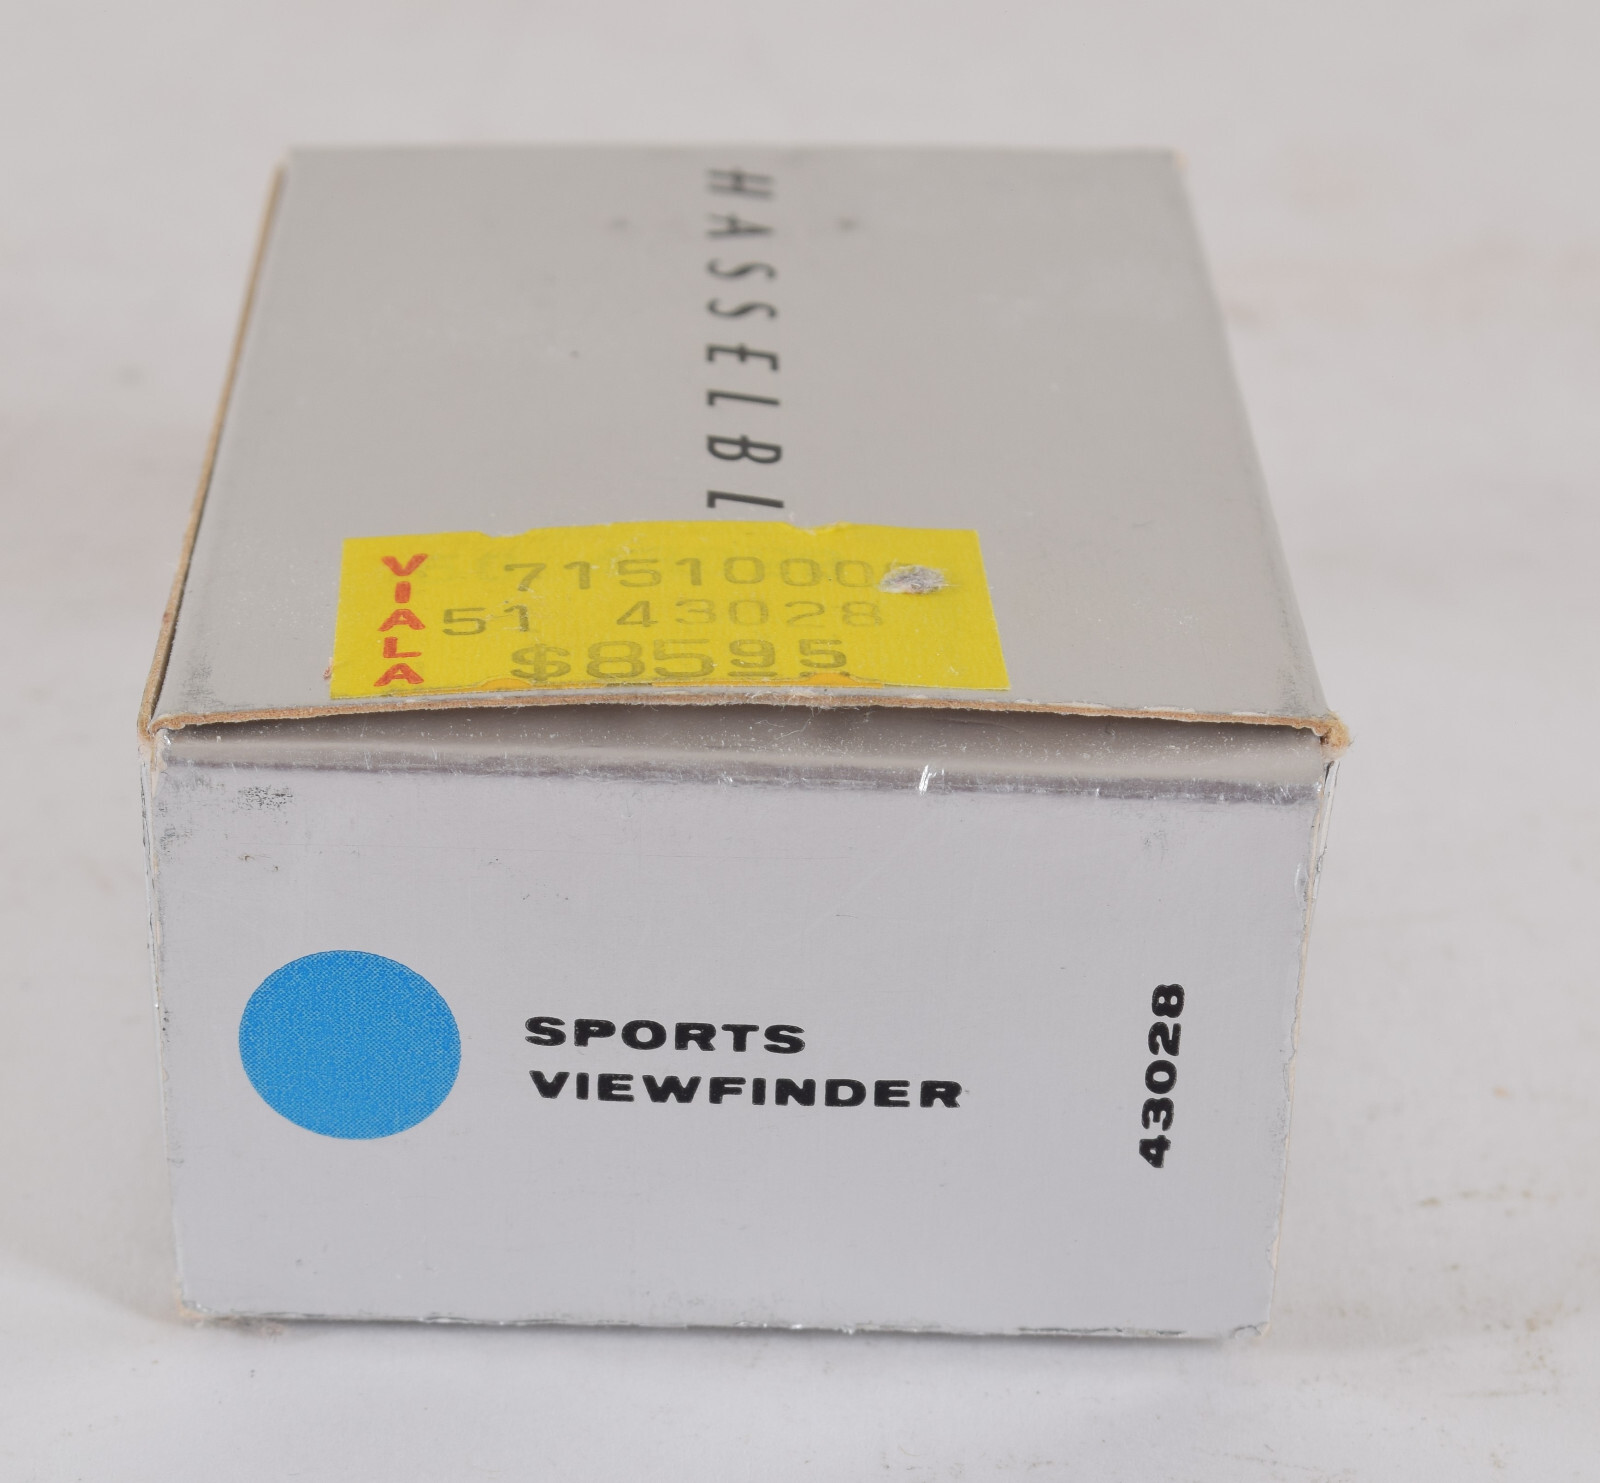 HASSELBL
VIALA
7151000
51 43028
$8595
SPORTS
VIEWFINDER
43028